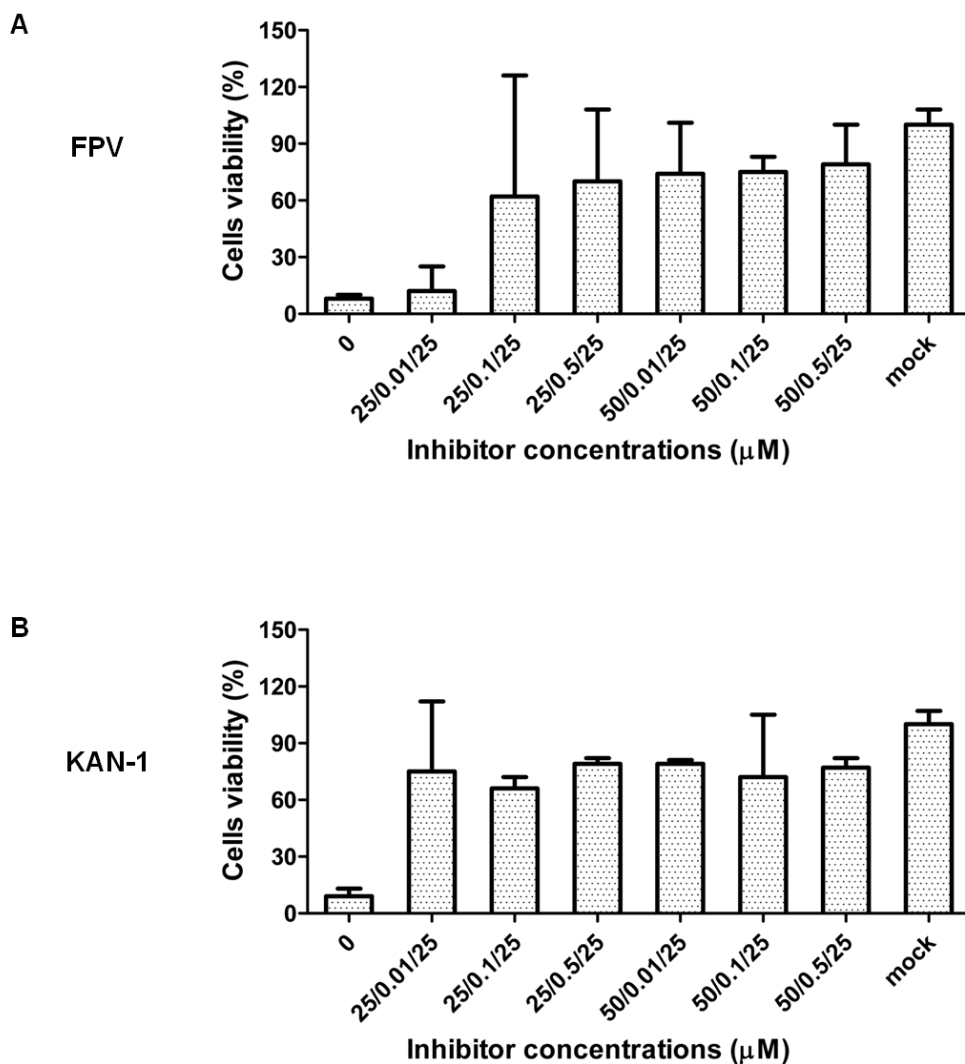 A
FPV
Cells viability (%)
150
120
90
60
30
0
0
25/0.01/25
25/0.1/25
25/0.5/25
50/0.01/25
50/0.1/25
50/0.5/25
mock
Inhibitor concentrations (μM)
B
KAN-1
Cells viability (%)
150
120
90
60
30
0
0
25/0.01/25
25/0.1/25
25/0.5/25
50/0.01/25
50/0.1/25
50/0.5/25
mock
Inhibitor concentrations (μM)